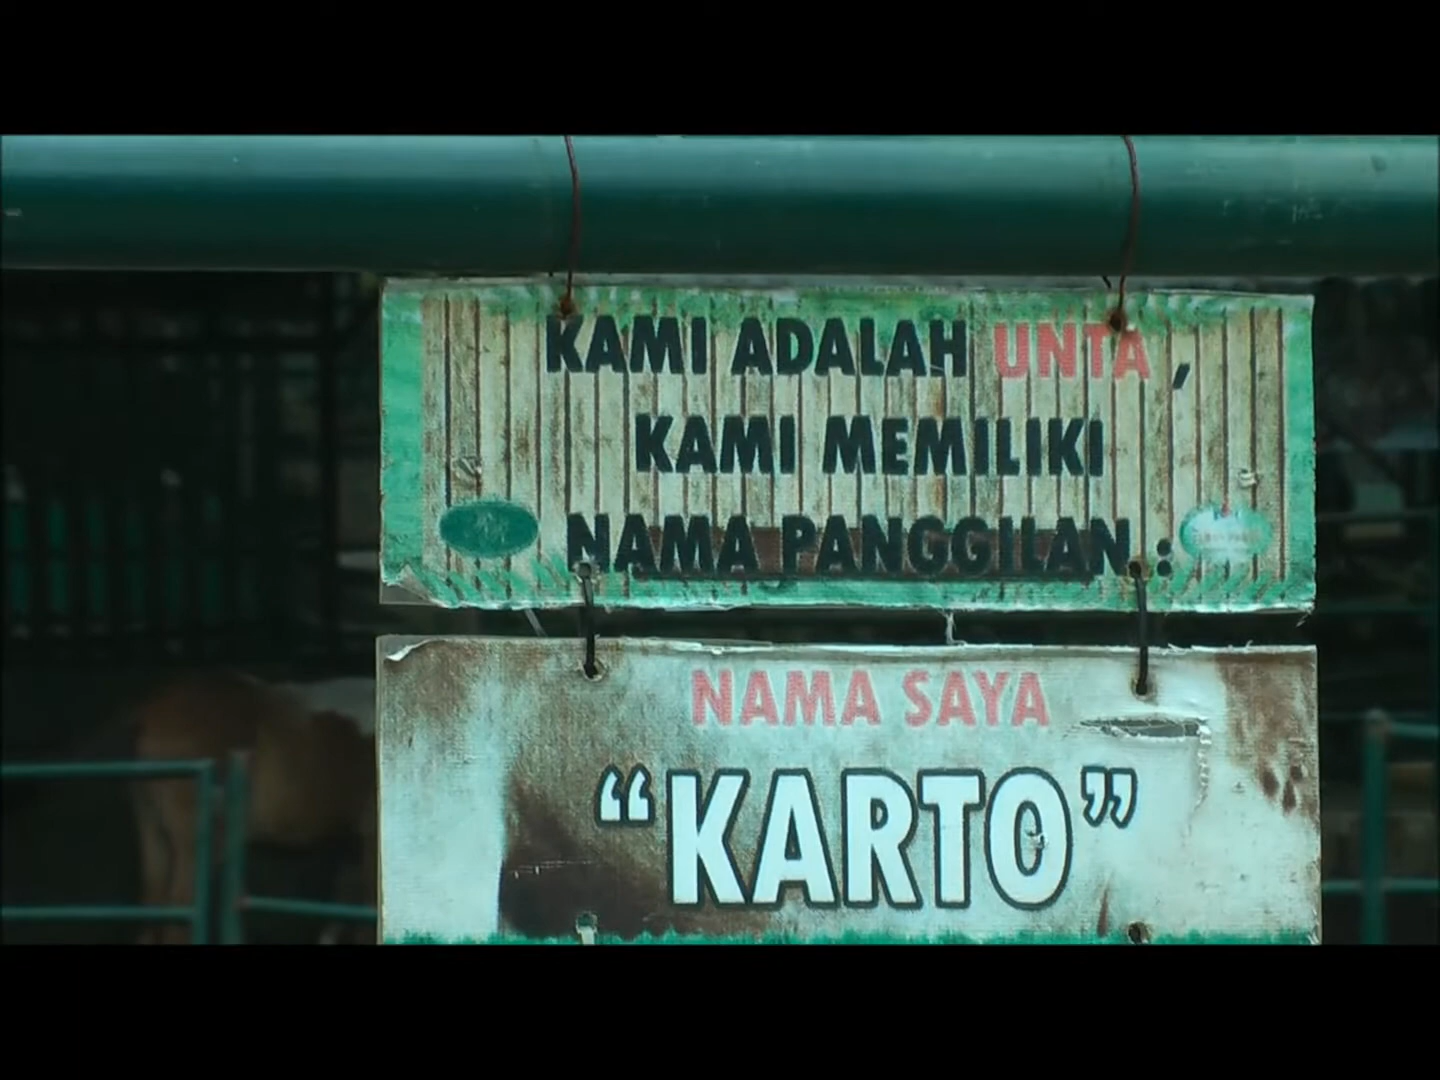 KAMI ADALAH UNTA ,
KAMI MEMILIKI
NAMA PANGGILAN :
NAMA SAYA
“KARTO”